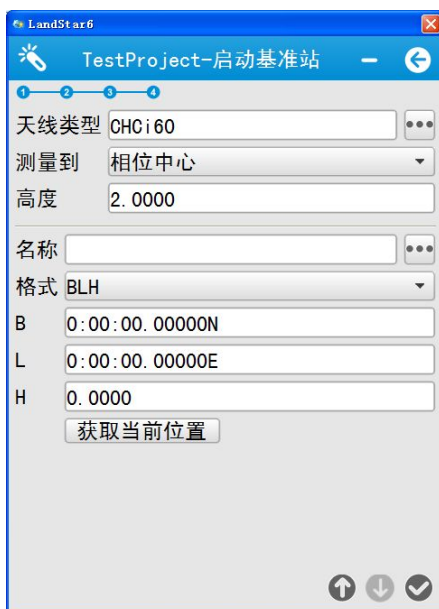 LandStar6
TestProject-启动基准站
1 2 3 4
天线类型 CHCi60
测量到 相位中心
高度 2.0000
名称
格式 BLH
B 0:00:00.00000N
L 0:00:00.00000E
H 0.0000
获取当前位置